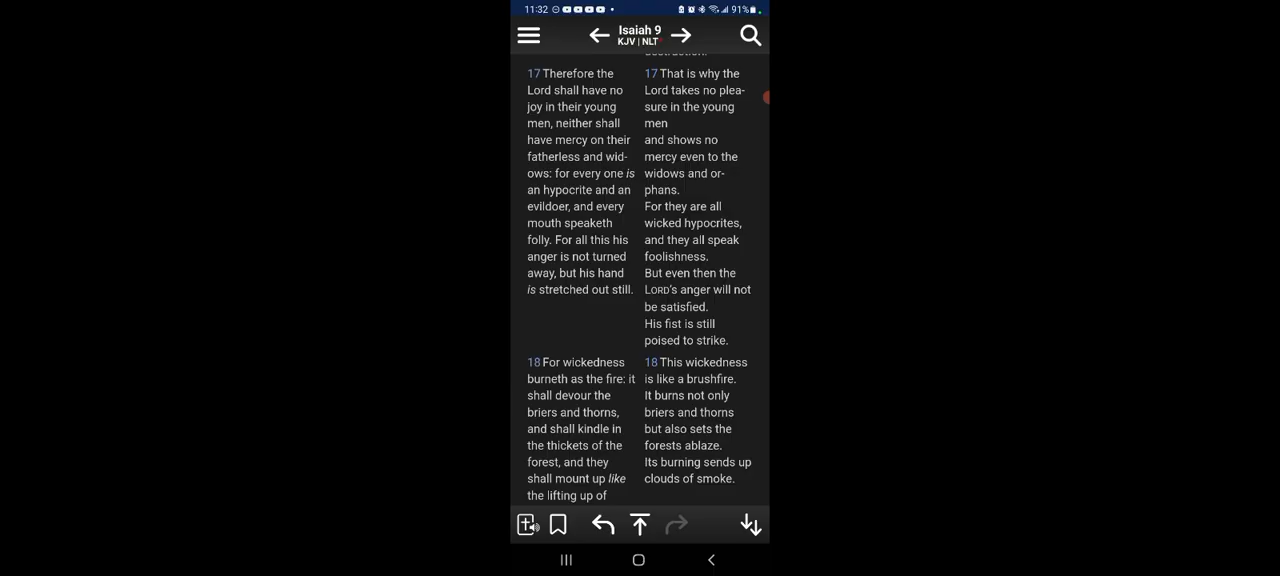 11:32
91%
Isaiah 9
KJV | NLT
17 Therefore the
Lord shall have no
joy in their young
men, neither shall
have mercy on their
fatherless and wid-
ows: for every one is
an hypocrite and an
evildoer, and every
mouth speaketh
folly. For all this his
anger is not turned
away, but his hand
is stretched out still.
17 That is why the
Lord takes no plea-
sure in the young
men
and shows no
mercy even to the
widows and or-
phans.
For they are all
wicked hypocrites,
and they all speak
foolishness.
But even then the
LORD's anger will not
be satisfied.
His fist is still
poised to strike.
18 For wickedness
burneth as the fire: it
shall devour the
briers and thorns,
and shall kindle in
the thickets of the
forest, and they
shall mount up like
the lifting up of
18 This wickedness
is like a brushfire.
It burns not only
briers and thorns
but also sets the
forests ablaze.
Its burning sends up
clouds of smoke.